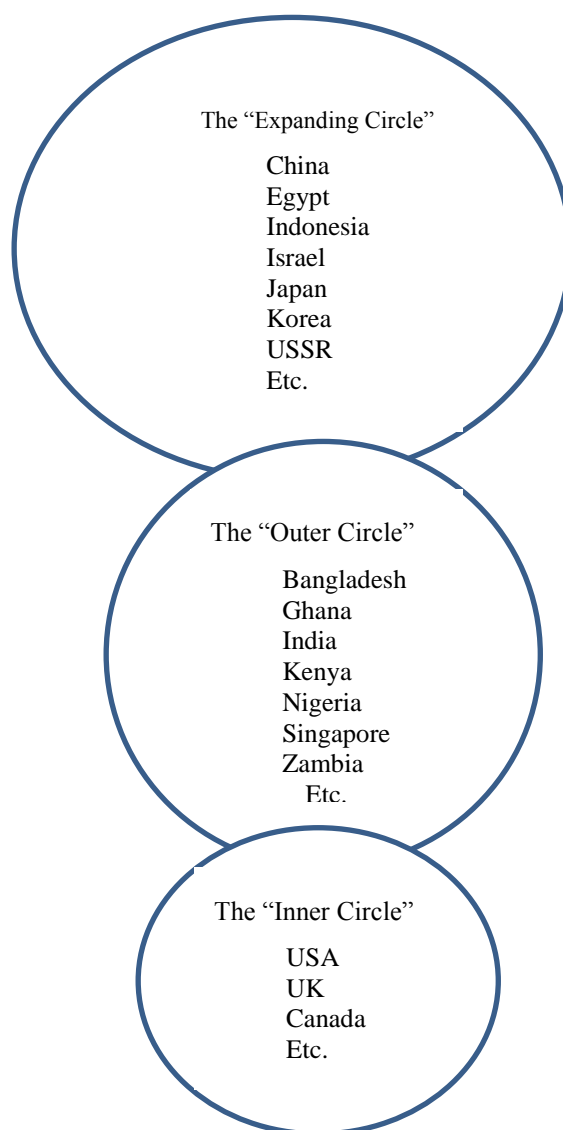 The “Expanding Circle”
China
Egypt
Indonesia
Israel
Japan
Korea
USSR
Etc.
The “Outer Circle”
Bangladesh
Ghana
India
Kenya
Nigeria
Singapore
Zambia
Etc.
The “Inner Circle”
USA
UK
Canada
Etc.